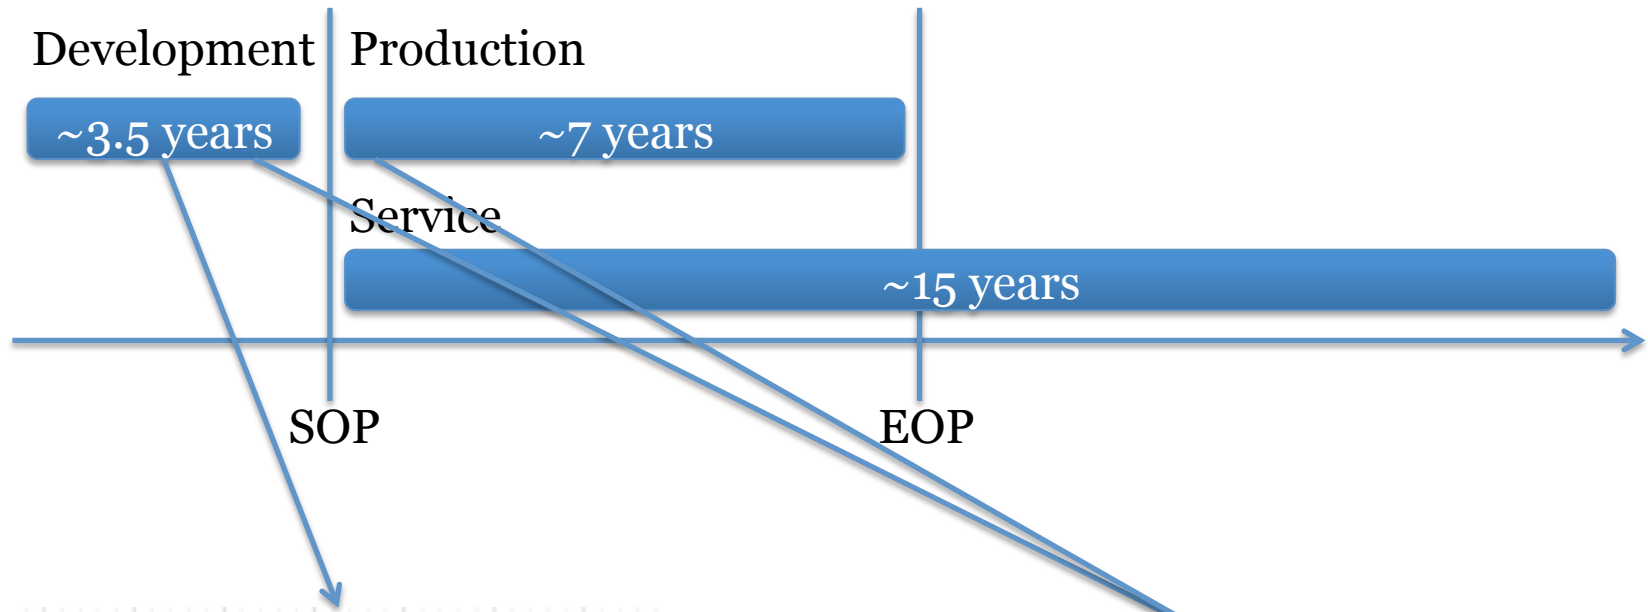 Development
Production
~3.5 years
~7 years
Service
~15 years
SOP
EOP